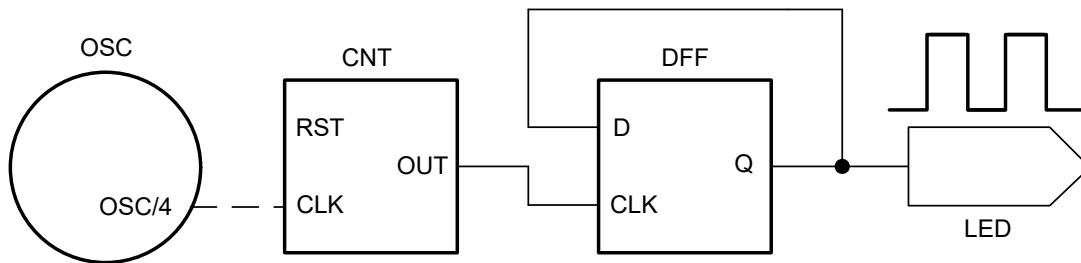 OSC
OSC/4
CNT
RST
OUT
CLK
DFF
D
Q
CLK
LED